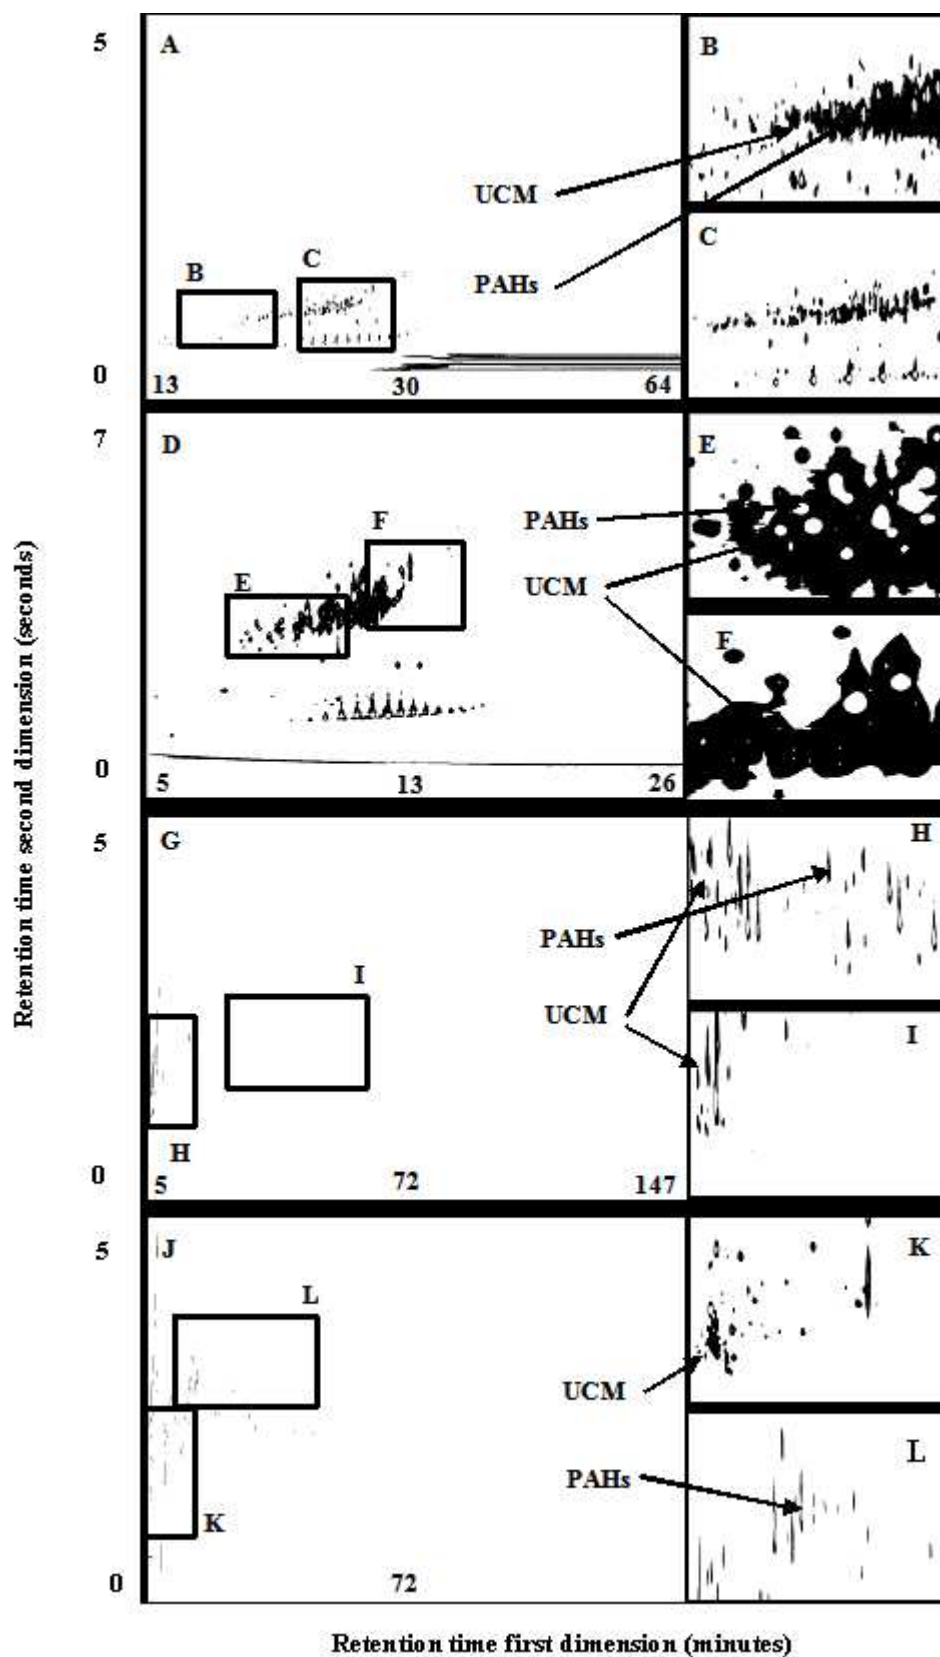 5
A
B
UCM
C
B
C
PAHs
0
13
30
64
7
D
E
F
PAHs
E
UCM
F
0
5
13
26
5
G
H
PAHs
I
UCM
I
H
0
5
72
147
5
J
K
L
UCM
L
PAHs
K
0
72
Retention time second dimension (seconds)
Retention time first dimension (minutes)